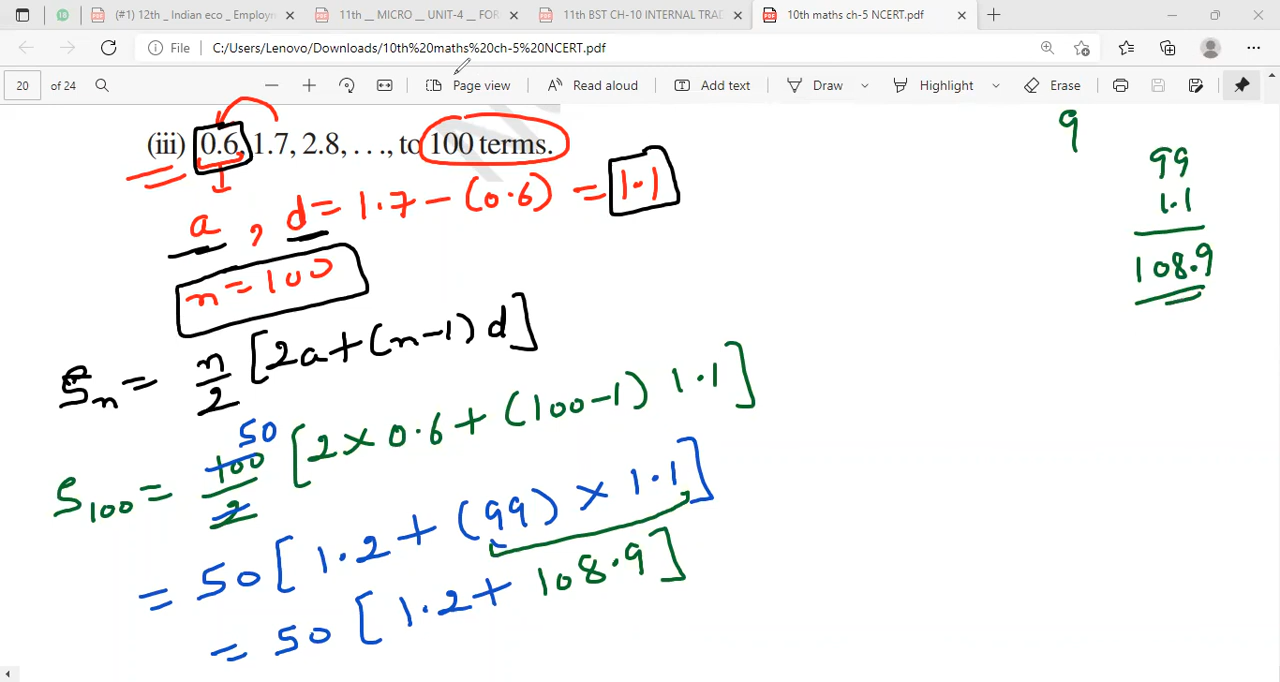 (#1) 12th _ Indian eco _ Employm
11th __ MICRO __ UNIT-4 __ FOR
11th BST CH-10 INTERNAL TRAD
10th maths ch-5 NCERT.pdf
File C:/Users/Lenovo/Downloads/10th%20maths%20ch-5%20NCERT.pdf
20 of 24 Page view Read aloud Add text Draw Highlight Erase
(iii) 0.6, 1.7, 2.8, . . ., to 100 terms.
a , d = 1.7 - (0.6) = 1.1
n = 100
Sn = n/2 [2a + (n-1) d]
50
S100 = 100/2 [2 × 0.6 + (100-1) 1.1]
= 50 [1.2 + (99) × 1.1]
= 50 [1.2 + 108.9]
9
99
1.1
108.9